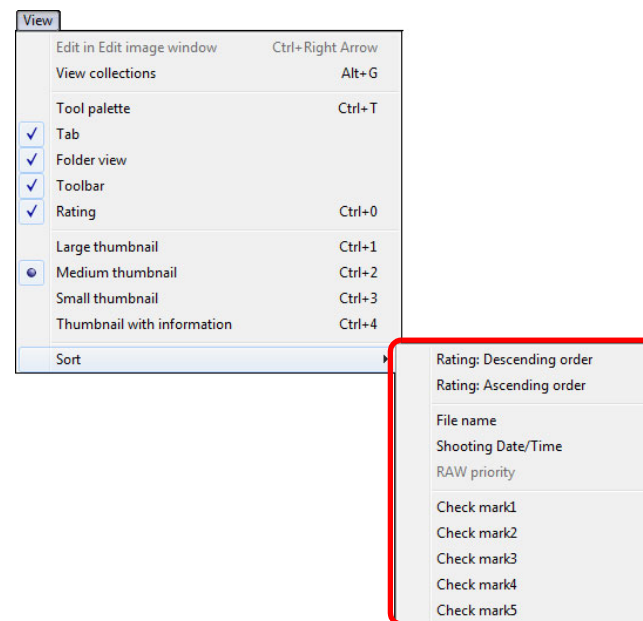 View
Edit in Edit image window Ctrl+Right Arrow
View collections Alt+G
Tool palette Ctrl+T
Tab
Folder view
Toolbar
Rating Ctrl+0
Large thumbnail Ctrl+1
Medium thumbnail Ctrl+2
Small thumbnail Ctrl+3
Thumbnail with information Ctrl+4
Sort
Rating: Descending order
Rating: Ascending order
File name
Shooting Date/Time
RAW priority
Check mark1
Check mark2
Check mark3
Check mark4
Check mark5